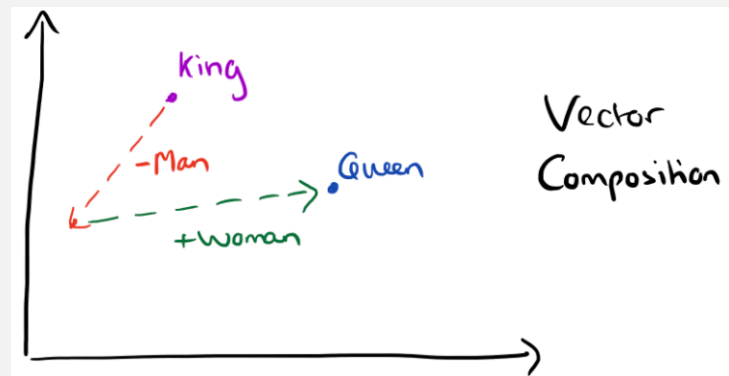 King
Vector
-Man
Queen
Composition
+Woman